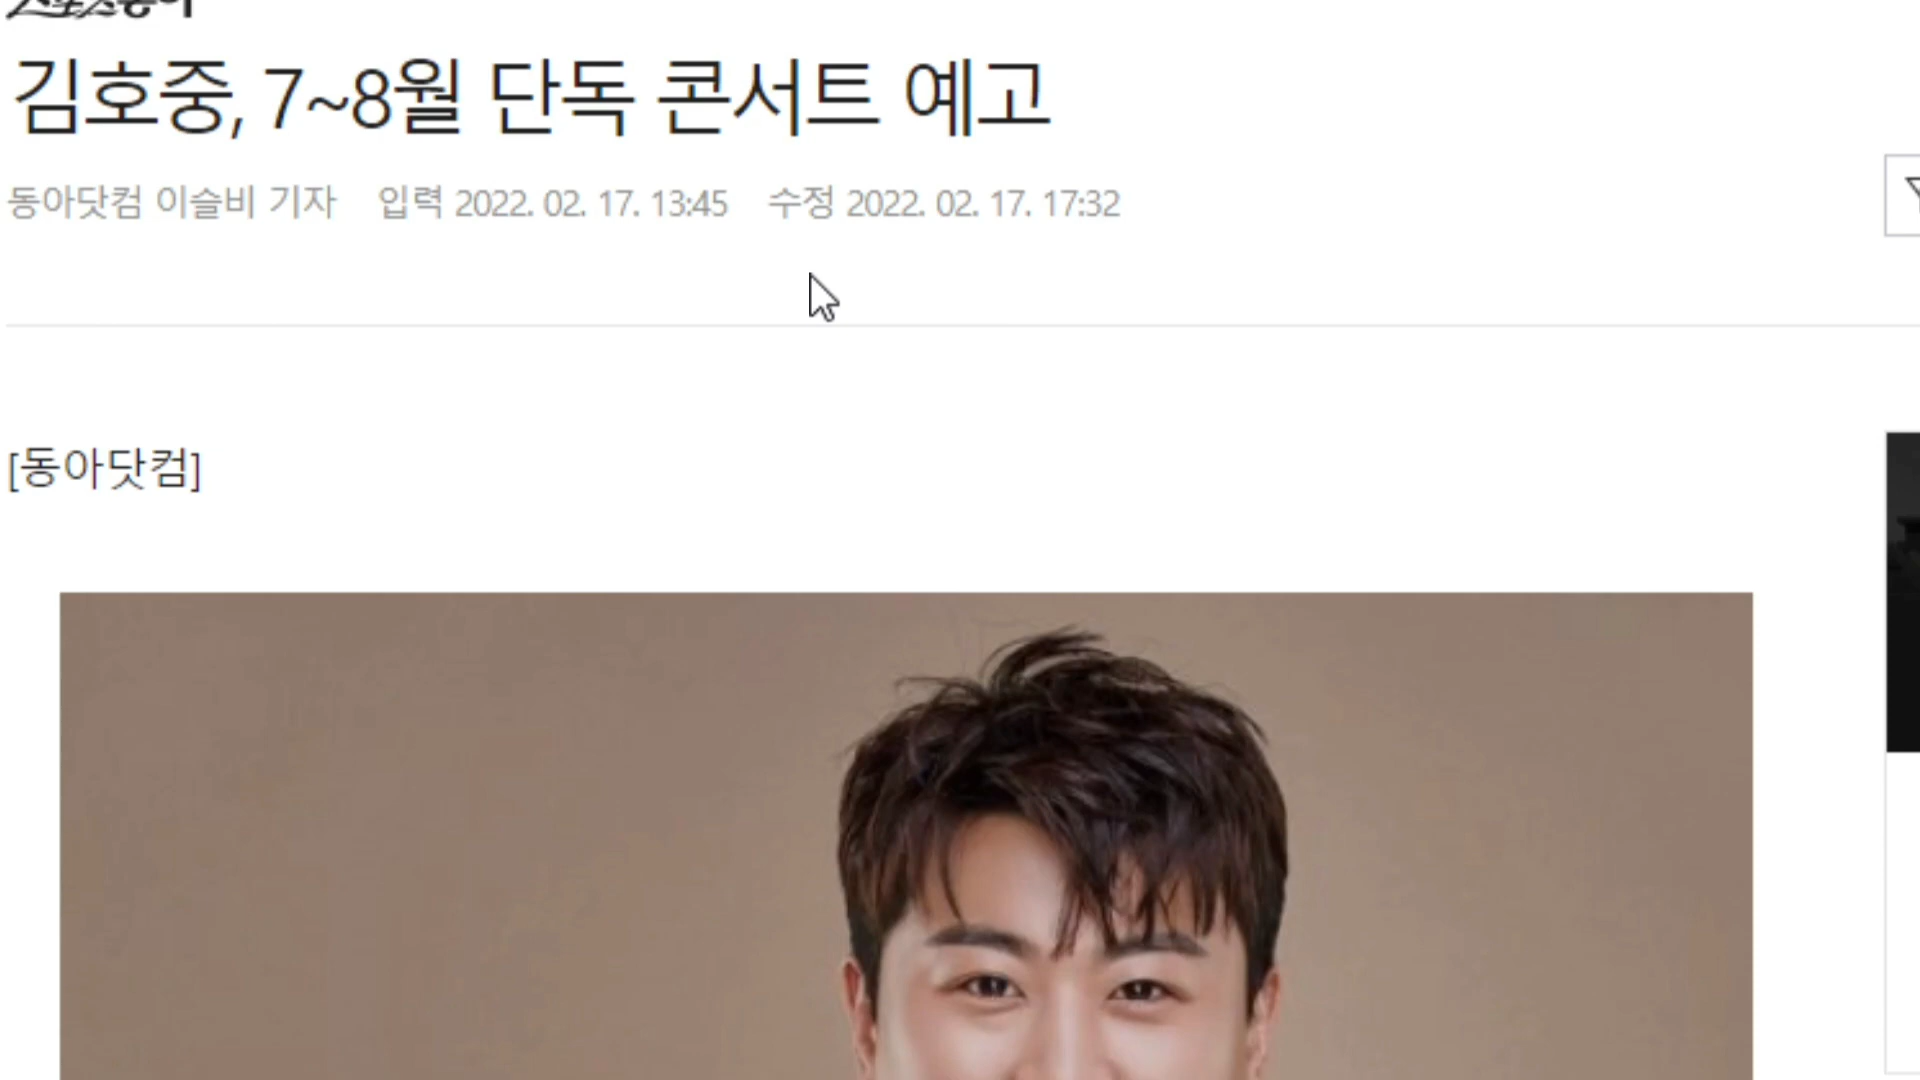 김호중, 7~8월 단독 콘서트 예고
동아닷컴 이슬비 기자 입력 2022. 02. 17. 13:45 수정 2022. 02. 17. 17:32
[동아닷컴]